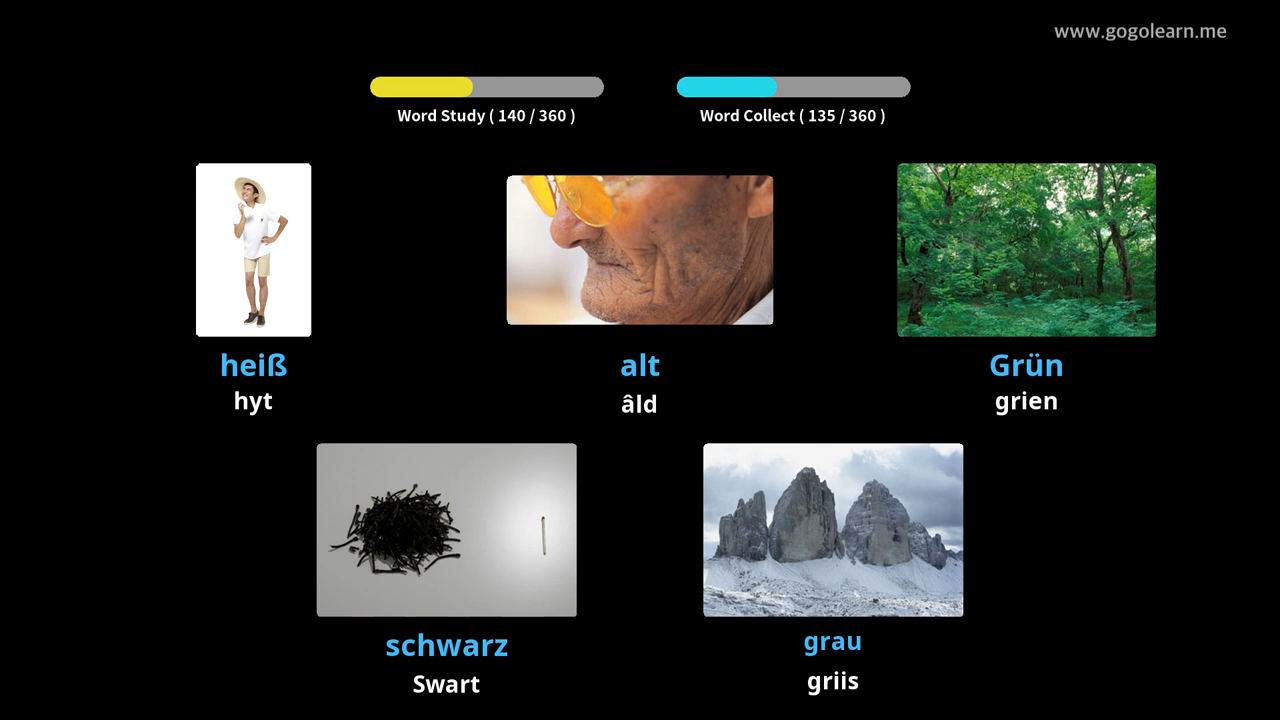 www.gogolearn.me
Word Study ( 140 / 360 )
Word Collect ( 135 / 360 )
heiß
hyt
alt
âld
Grün
grien
schwarz
Swart
grau
griis